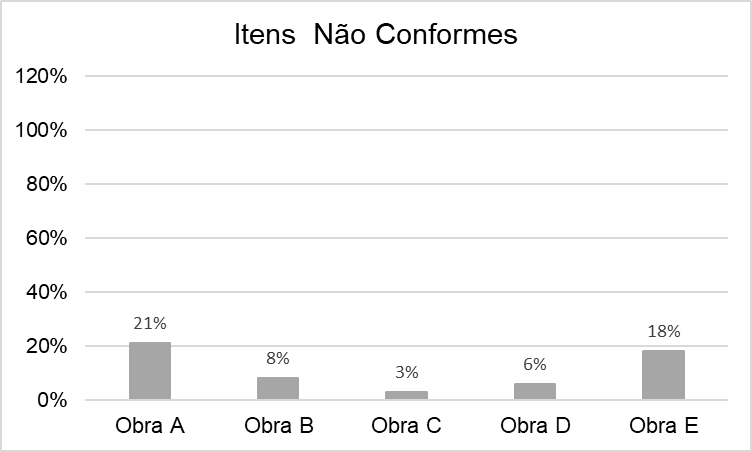 Itens  Não Conformes
120%
100%
80%
60%
40%
20%
0%
21%
8%
3%
6%
18%
Obra A
Obra B
Obra C
Obra D
Obra E